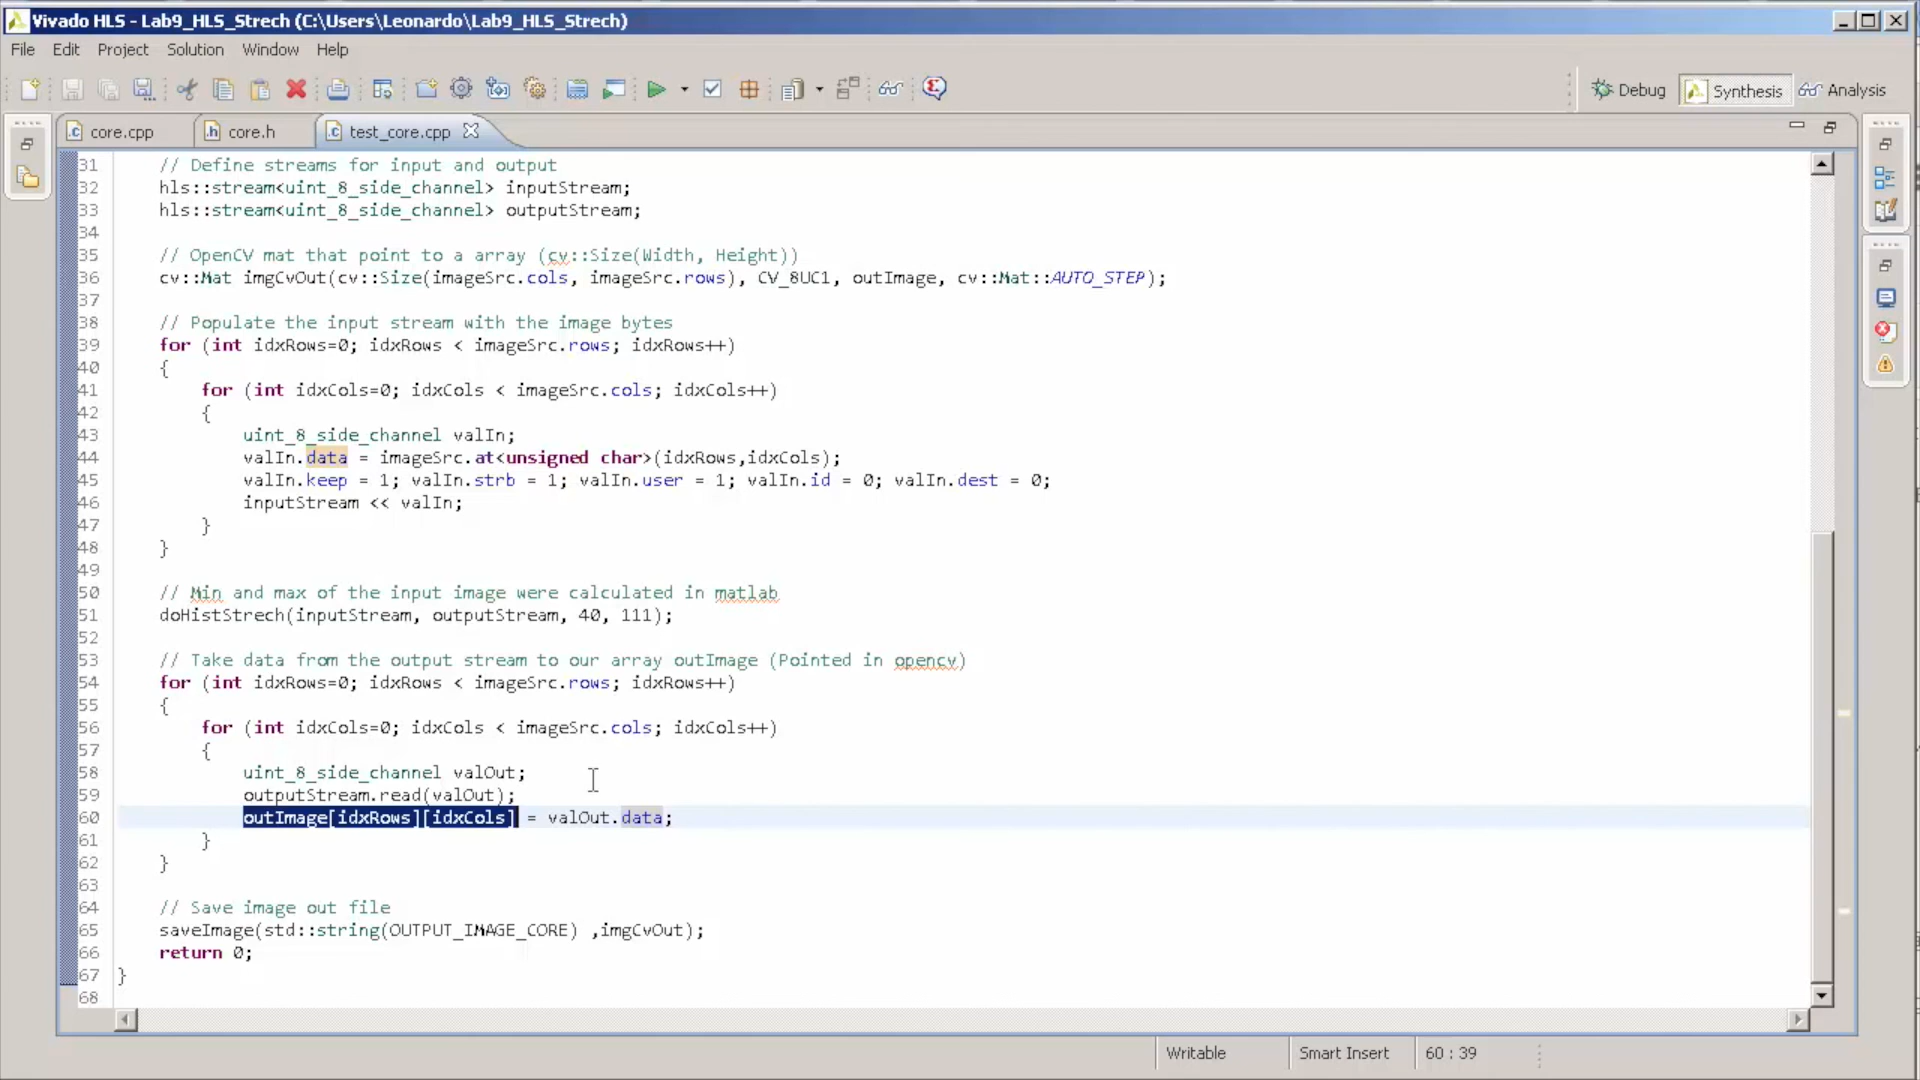 Vivado HLS - Lab9_HLS_Strech (C:\Users\Leonardo\Lab9_HLS_Strech)
File Edit Project Solution Window Help
Debug Synthesis Analysis
core.cpp core.h test_core.cpp
31 // Define streams for input and output
32 hls::stream<uint_8_side_channel> inputStream;
33 hls::stream<uint_8_side_channel> outputStream;
34
35 // OpenCV mat that point to a array (cv::Size(Width, Height))
36 cv::Mat imgCvOut(cv::Size(imageSrc.cols, imageSrc.rows), CV_8UC1, outImage, cv::Mat::AUTO_STEP);
37
38 // Populate the input stream with the image bytes
39 for (int idxRows=0; idxRows < imageSrc.rows; idxRows++)
40 {
41 for (int idxCols=0; idxCols < imageSrc.cols; idxCols++)
42 {
43 uint_8_side_channel valIn;
44 valIn.data = imageSrc.at<unsigned char>(idxRows,idxCols);
45 valIn.keep = 1; valIn.strb = 1; valIn.user = 1; valIn.id = 0; valIn.dest = 0;
46 inputStream << valIn;
47 }
48 }
49
50 // Min and max of the input image were calculated in matlab
51 doHistStrech(inputStream, outputStream, 40, 111);
52
53 // Take data from the output stream to our array outImage (Pointed in opencv)
54 for (int idxRows=0; idxRows < imageSrc.rows; idxRows++)
55 {
56 for (int idxCols=0; idxCols < imageSrc.cols; idxCols++)
57 {
58 uint_8_side_channel valOut;
59 outputStream.read(valOut);
60 outImage[idxRows][idxCols] = valOut.data;
61 }
62 }
63
64 // Save image out file
65 saveImage(std::string(OUTPUT_IMAGE_CORE) ,imgCvOut);
66 return 0;
67 }
68
Writable Smart Insert 60 : 39